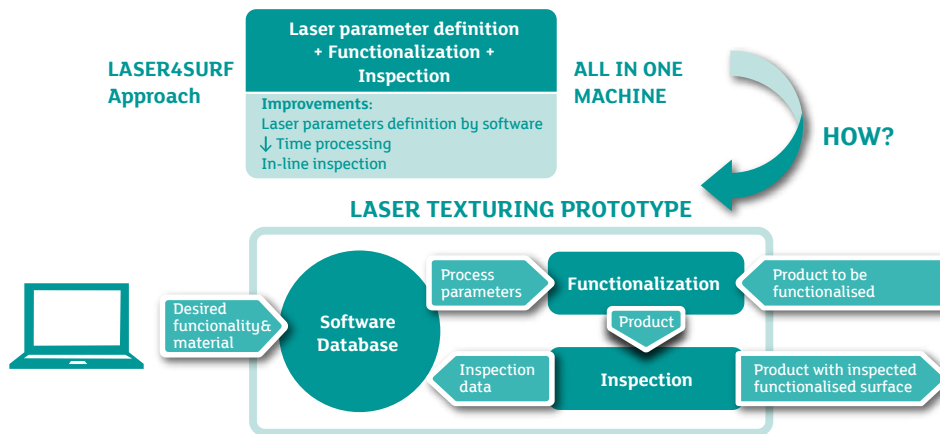 LASER4SURF
Approach
Laser parameter definition
+ Functionalization +
Inspection
Improvements:
Laser parameters definition by software
↓ Time processing
In-line inspection
ALL IN ONE
MACHINE
HOW?
LASER TEXTURING PROTOTYPE
Desired
funcionality&
material
Software
Database
Process
parameters
Functionalization
Product to be
functionalised
Product
Inspection
data
Inspection
Product with inspected
functionalised surface